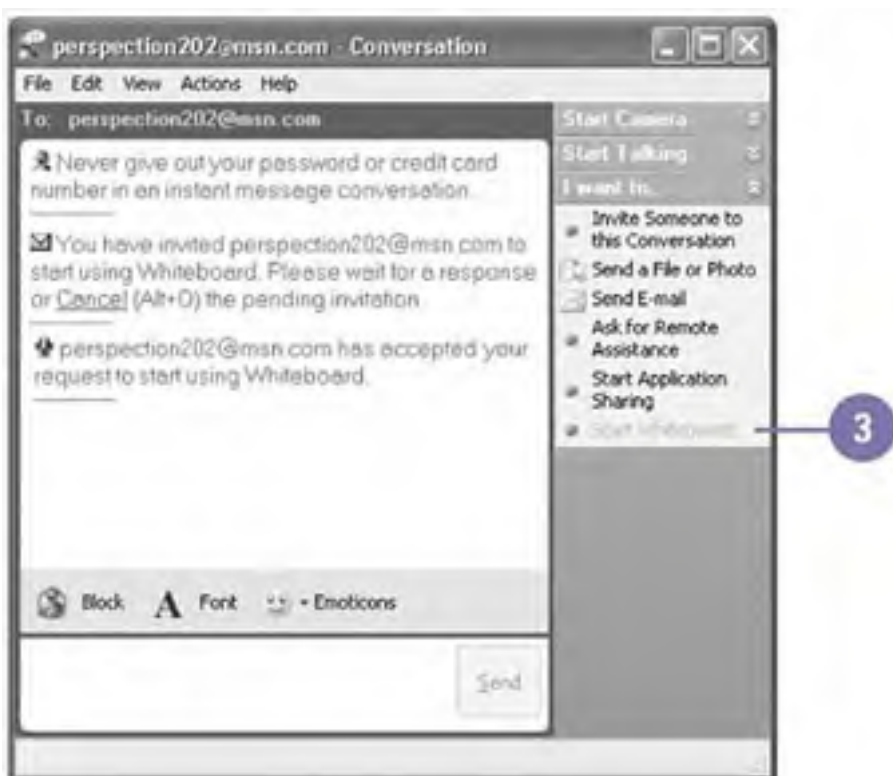 perspection202@msn.com - Conversation
File Edit View Actions Help
To: perspection202@msn.com
Never give out your password or credit card
number in an instant message conversation.
You have invited perspection202@msn.com to
start using Whiteboard. Please wait for a response
or Cancel (Alt+D) the pending invitation.
perspection202@msn.com has accepted your
request to start using Whiteboard.
Block
Font
Emoticons
Send
Start Camera
Start Talking
I want to...
Invite Someone to
this Conversation
Send a File or Photo
Send E-mail
Ask for Remote
Assistance
Start Application
Sharing
Start Whiteboard
3